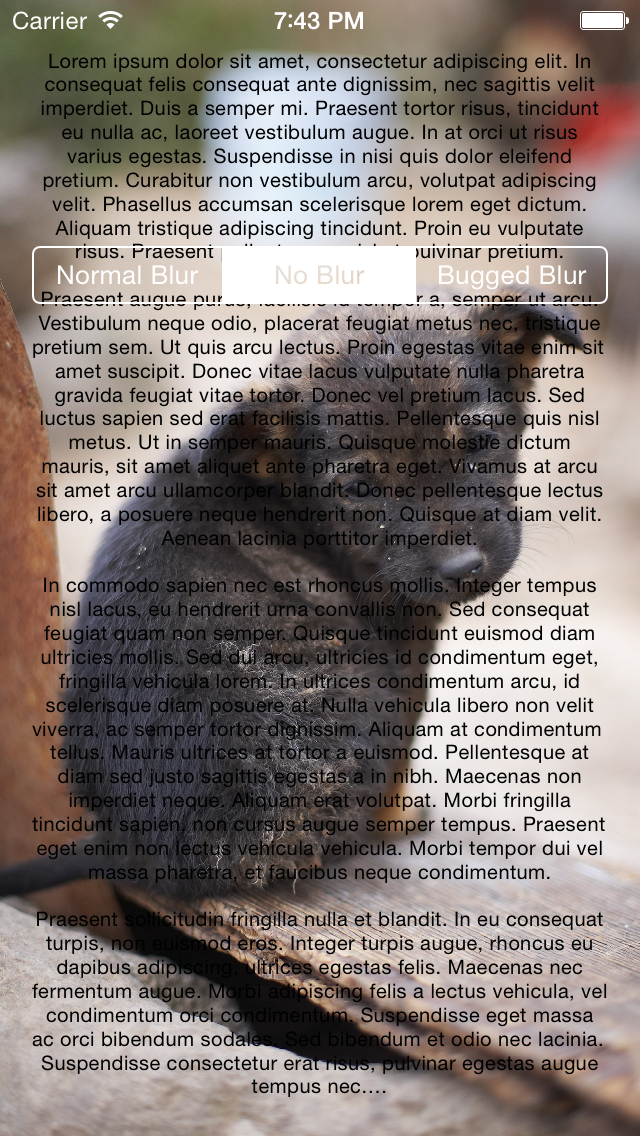 Carrier 7:43 PM
Lorem ipsum dolor sit amet, consectetur adipiscing elit. In
consequat felis consequat ante dignissim, nec sagittis velit
imperdiet. Duis a semper mi. Praesent tortor risus, tincidunt
eu nulla ac, laoreet vestibulum augue. In at orci ut risus
varius egestas. Suspendisse in nisi quis dolor eleifend
pretium. Curabitur non vestibulum arcu, volutpat adipiscing
velit. Phasellus accumsan scelerisque lorem eget dictum.
Aliquam tristique adipiscing tincidunt. Proin eu vulputate
risus. Praesent pulvinar pretium.
Normal Blur No Blur Bugged Blur
Praesent augue purus, facilisis id tempor a, semper ut arcu.
Vestibulum neque odio, placerat feugiat metus nec, tristique
pretium sem. Ut quis arcu lectus. Proin egestas vitae enim sit
amet suscipit. Donec vitae lacus vulputate nulla pharetra
gravida feugiat vitae tortor. Donec vel pretium lacus. Sed
luctus sapien sed erat facilisis mattis. Pellentesque quis nisl
metus. Ut in semper mauris. Quisque molestie dictum
mauris, sit amet aliquet ante pharetra eget. Vivamus at arcu
sit amet arcu ullamcorper blandit. Donec pellentesque lectus
libero, a posuere neque hendrerit non. Quisque at diam velit.
Aenean lacinia porttitor imperdiet.
In commodo sapien nec est rhoncus mollis. Integer tempus
nisl lacus, eu hendrerit urna convallis non. Sed consequat
feugiat quam non semper. Quisque tincidunt euismod diam
ultricies mollis. Sed dui arcu, ultricies id condimentum eget,
fringilla vehicula lorem. In ultrices condimentum arcu, id
scelerisque diam posuere at. Nulla vehicula libero non velit
viverra, ac semper tortor dignissim. Aliquam at condimentum
tellus. Mauris ultrices at tortor a euismod. Pellentesque at
diam sed justo sagittis egestas a in nibh. Maecenas non
imperdiet neque. Aliquam erat volutpat. Morbi fringilla
tincidunt sapien, non cursus augue semper tempus. Praesent
eget enim non lectus vehicula vehicula. Morbi tempor dui vel
massa pharetra, et faucibus neque condimentum.
Praesent sollicitudin fringilla nulla et blandit. In eu consequat
turpis, non euismod eros. Integer turpis augue, rhoncus eu
dapibus adipiscing, ultrices egestas felis. Maecenas nec
fermentum augue. Morbi adipiscing felis a lectus vehicula, vel
condimentum orci condimentum. Suspendisse eget massa
ac orci bibendum sodales. Sed bibendum et odio nec lacinia.
Suspendisse consectetur erat risus, pulvinar egestas augue
tempus nec….